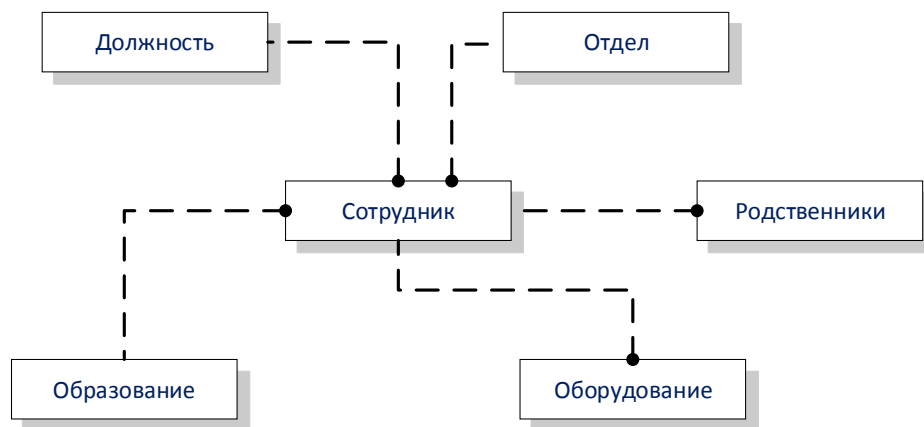 Должность
Отдел
Сотрудник
Родственники
Образование
Оборудование